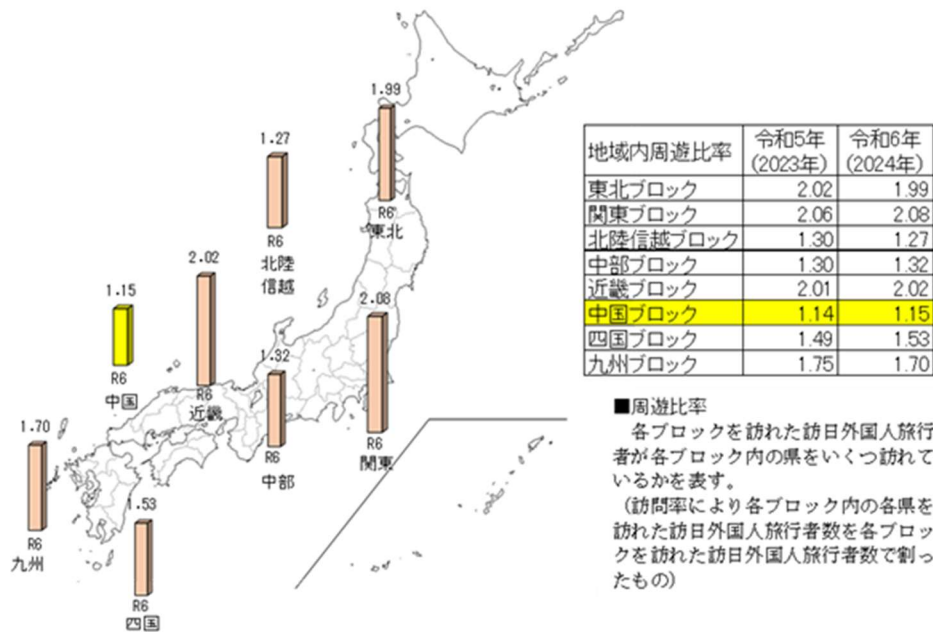 1.99
R6
東北
1.27
R6
北陸
信越
2.02
R6
近畿
2.08
R6
関東
1.15
R6
中国
1.32
R6
中部
1.70
R6
九州
1.53
R6
四国
地域内周遊比率 令和5年(2023年) 令和6年(2024年)
東北ブロック 2.02 1.99
関東ブロック 2.06 2.08
北陸信越ブロック 1.30 1.27
中部ブロック 1.30 1.32
近畿ブロック 2.01 2.02
中国ブロック 1.14 1.15
四国ブロック 1.49 1.53
九州ブロック 1.75 1.70
■周遊比率
各ブロックを訪れた訪日外国人旅行
者が各ブロック内の県をいくつ訪れて
いるかを表す。
(訪問率により各ブロック内の各県を
訪れた訪日外国人旅行者数を各ブロッ
クを訪れた訪日外国人旅行者数で割っ
たもの)